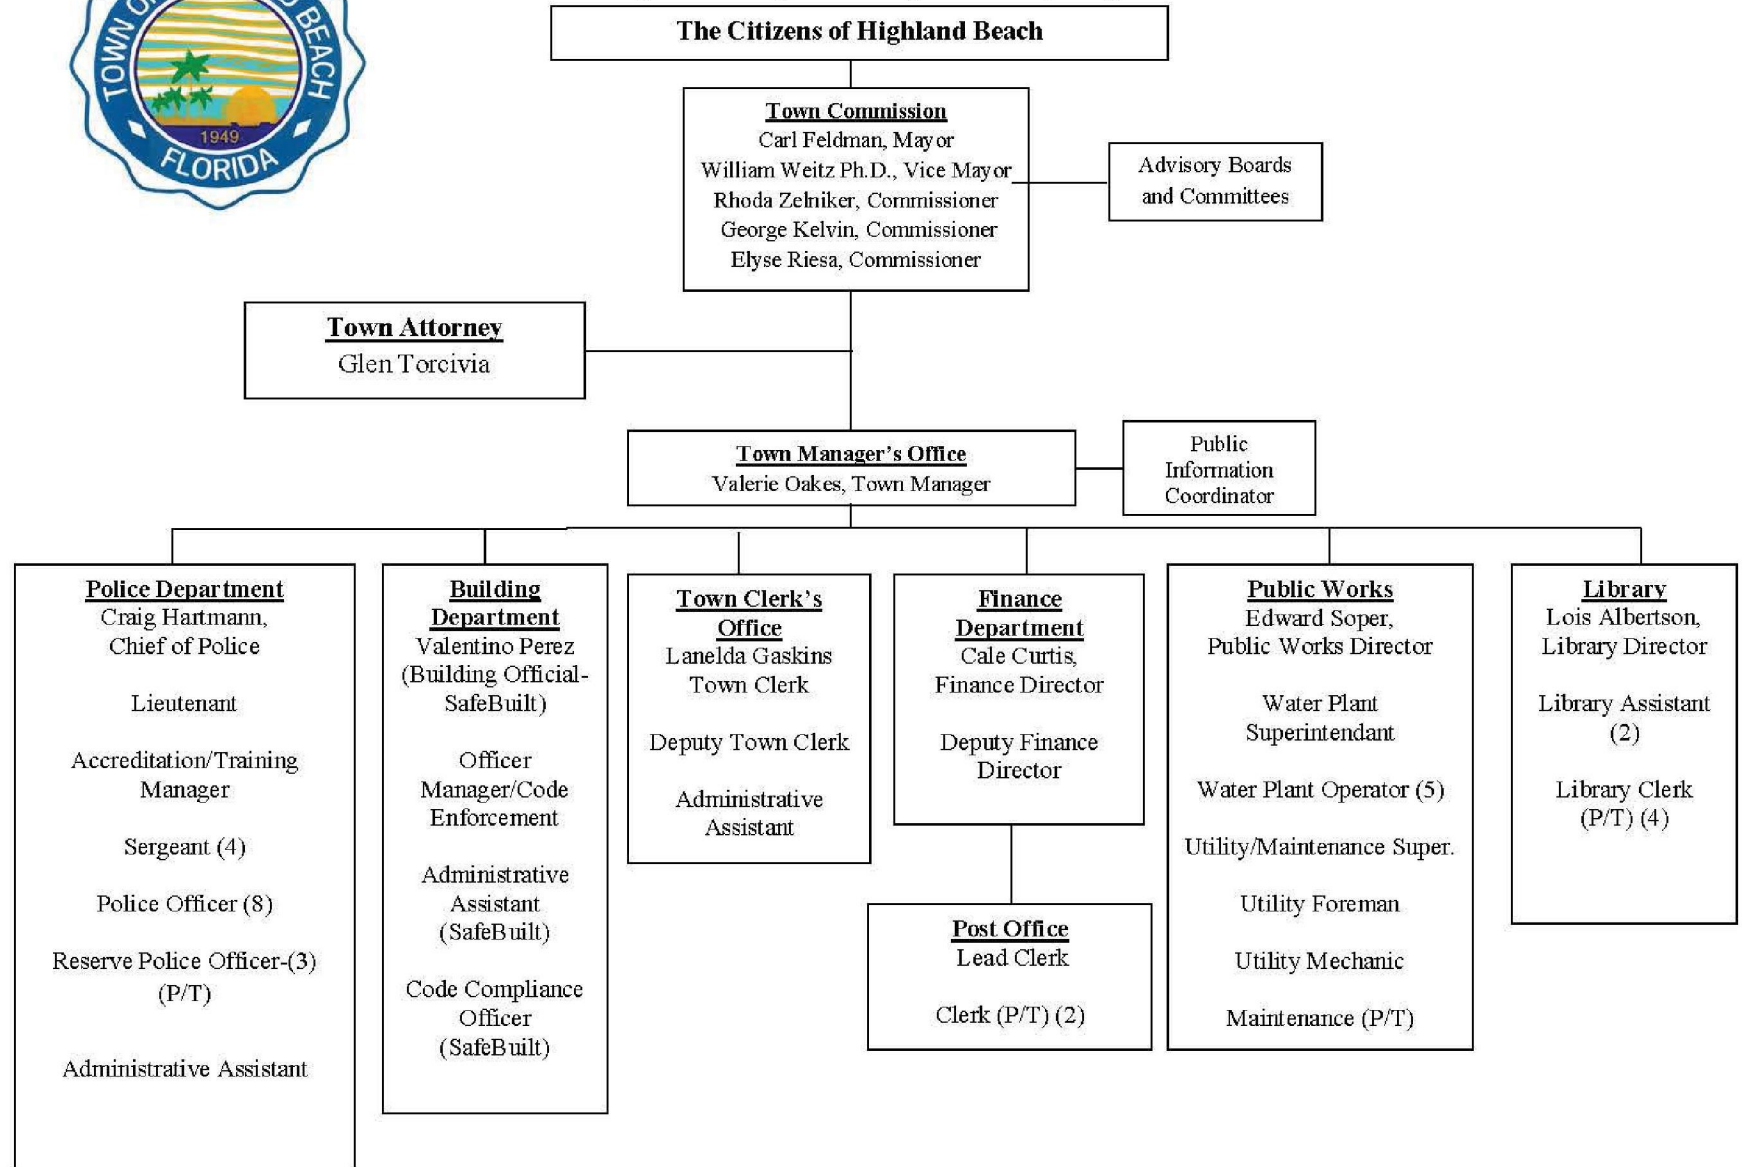 TOWN O
D BEACH
1949
FLORIDA
The Citizens of Highland Beach
Town Commission
Carl Feldman, Mayor
William Weitz Ph.D., Vice Mayor
Rhoda Zelniker, Commissioner
George Kelvin, Commissioner
Elyse Riesa, Commissioner
Advisory Boards
and Committees
Town Attorney
Glen Torcivia
Town Manager's Office
Valerie Oakes, Town Manager
Public
Information
Coordinator
Police Department
Craig Hartmann,
Chief of Police
Lieutenant
Accreditation/Training
Manager
Sergeant (4)
Police Officer (8)
Reserve Police Officer-(3)
(P/T)
Administrative Assistant
Building
Department
Valentino Perez
(Building Official-
SafeBuilt)
Officer
Manager/Code
Enforcement
Administrative
Assistant
(SafeBuilt)
Code Compliance
Officer
(SafeBuilt)
Town Clerk's
Office
Lanelda Gaskins
Town Clerk
Deputy Town Clerk
Administrative
Assistant
Finance
Department
Cale Curtis,
Finance Director
Deputy Finance
Director
Post Office
Lead Clerk
Clerk (P/T) (2)
Public Works
Edward Soper,
Public Works Director
Water Plant
Superintendant
Water Plant Operator (5)
Utility/Maintenance Super.
Utility Foreman
Utility Mechanic
Maintenance (P/T)
Library
Lois Albertson,
Library Director
Library Assistant
(2)
Library Clerk
(P/T) (4)